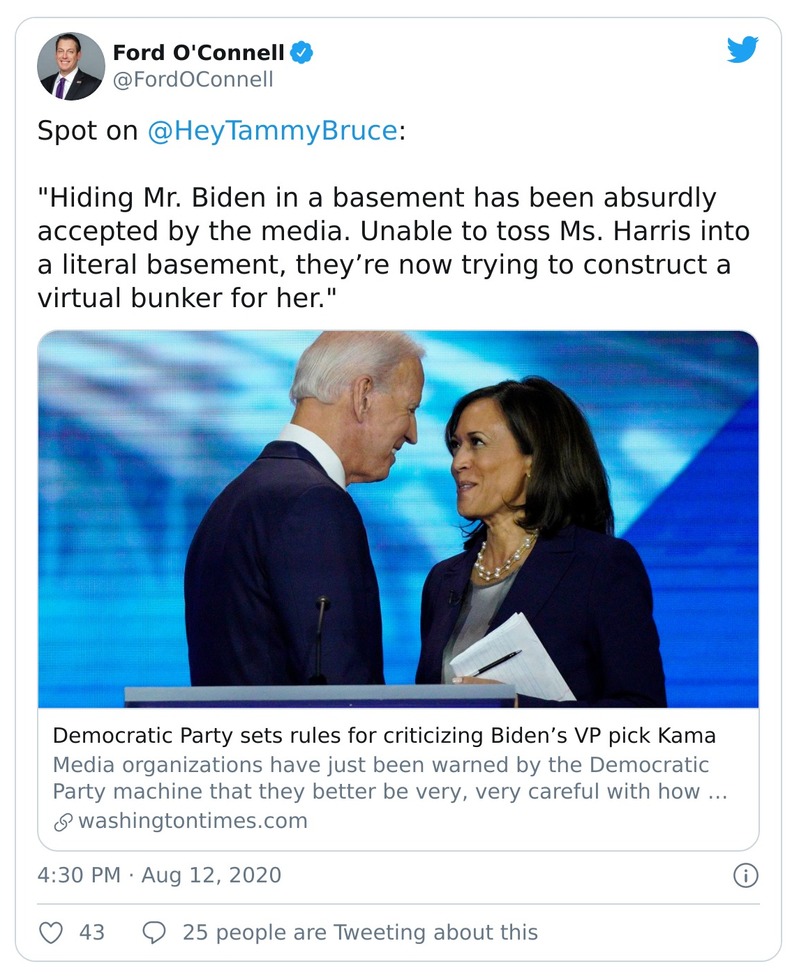 Ford O'Connell
@FordOConnell
Spot on @HeyTammyBruce:
"Hiding Mr. Biden in a basement has been absurdly
accepted by the media. Unable to toss Ms. Harris into
a literal basement, they’re now trying to construct a
virtual bunker for her."
Democratic Party sets rules for criticizing Biden’s VP pick Kama
Media organizations have just been warned by the Democratic
Party machine that they better be very, very careful with how ...
washingtontimes.com
4:30 PM · Aug 12, 2020
43 25 people are Tweeting about this